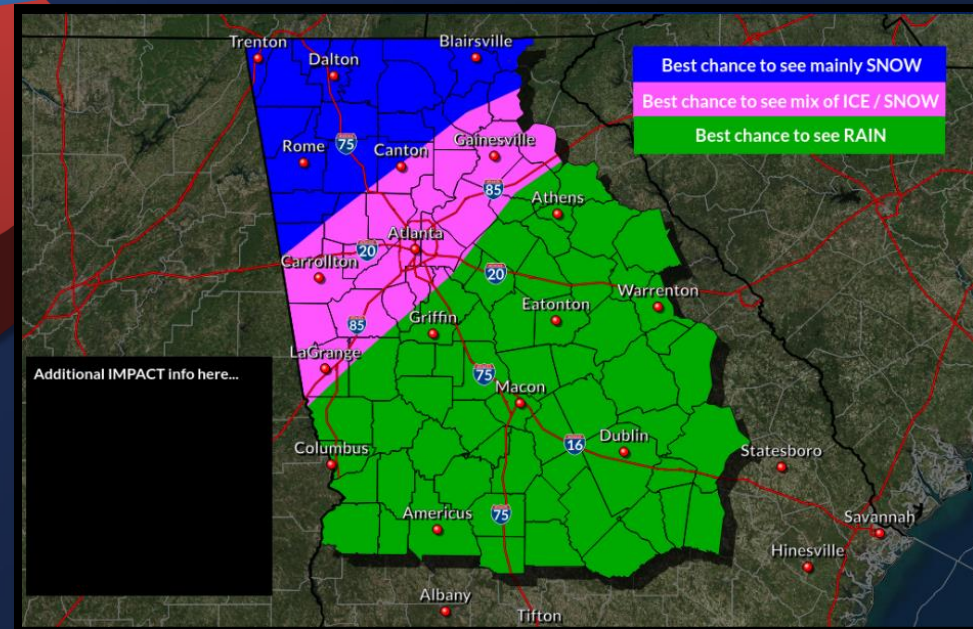 Trenton
Blairsville
Dalton
Best chance to see mainly SNOW
Best chance to see mix of ICE / SNOW
Best chance to see RAIN
75
Rome
Canton
Gainesville
85
Athens
Atlanta
20
Carrollton
20
Warrenton
Eatonton
Griffin
85
LaGrange
75
Additional IMPACT info here...
Macon
Dublin
16
Columbus
Statesboro
Americus
75
Savannah
Hinesville
Albany
Tifton